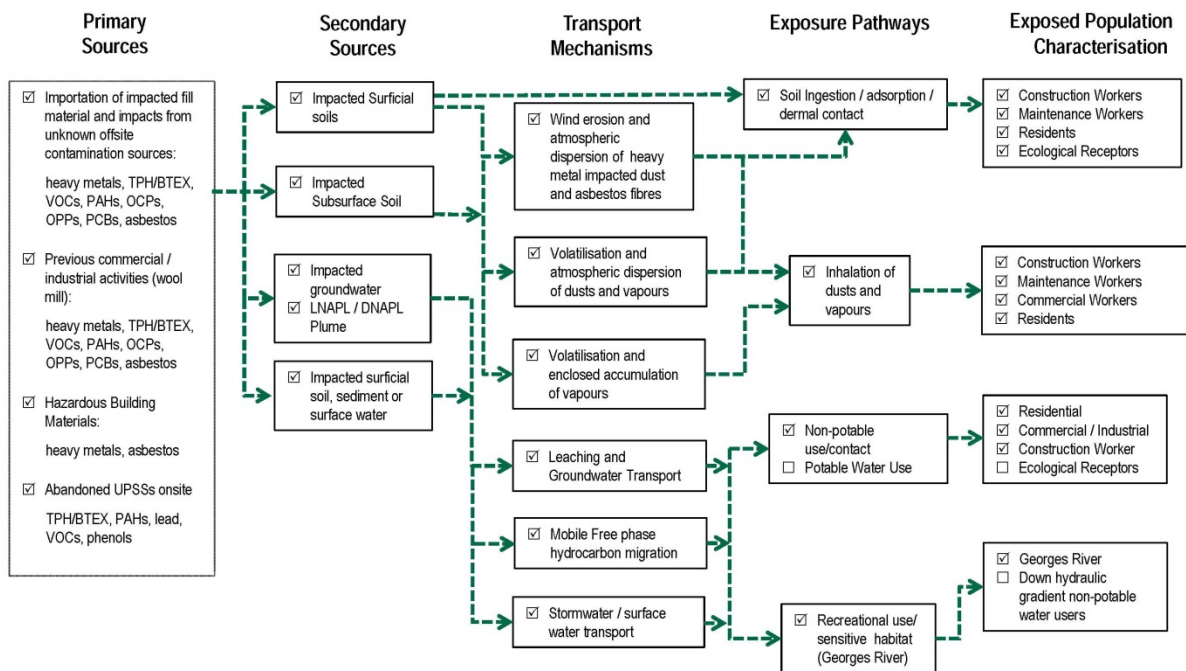 Primary
Sources
Secondary
Sources
Transport
Mechanisms
Exposure Pathways
Exposed Population
Characterisation
☑ Importation of impacted fill
material and impacts from
unknown offsite
contamination sources:
heavy metals, TPH/BTEX,
VOCs, PAHs, OCPs,
OPPs, PCBs, asbestos
☑ Previous commercial /
industrial activities (wool
mill):
heavy metals, TPH/BTEX,
VOCs, PAHs, OCPs,
OPPs, PCBs, asbestos
☑ Hazardous Building
Materials:
heavy metals, asbestos
☑ Abandoned UPSSs onsite
TPH/BTEX, PAHs, lead,
VOCs, phenols
☑ Impacted Surficial
soils
☑ Impacted
Subsurface Soil
☑ Impacted
groundwater
☑ LNAPL / DNAPL
Plume
☑ Impacted surficial
soil, sediment or
surface water
☑ Wind erosion and
atmospheric
dispersion of heavy
metal impacted dust
and asbestos fibres
☑ Volatilisation and
atmospheric dispersion
of dusts and vapours
☑ Volatilisation and
enclosed accumulation
of vapours
☑ Leaching and
Groundwater Transport
☑ Mobile Free phase
hydrocarbon migration
☑ Stormwater / surface
water transport
☑ Soil Ingestion / adsorption /
dermal contact
☑ Inhalation of
dusts and
vapours
☑ Non-potable
use/contact
☐ Potable Water Use
☑ Recreational use/
sensitive habitat
(Georges River)
☑ Construction Workers
☑ Maintenance Workers
☑ Residents
☑ Ecological Receptors
☑ Construction Workers
☑ Maintenance Workers
☑ Commercial Workers
☑ Residents
☑ Residential
☑ Commercial / Industrial
☑ Construction Worker
☐ Ecological Receptors
☑ Georges River
☐ Down hydraulic
gradient non-potable
water users